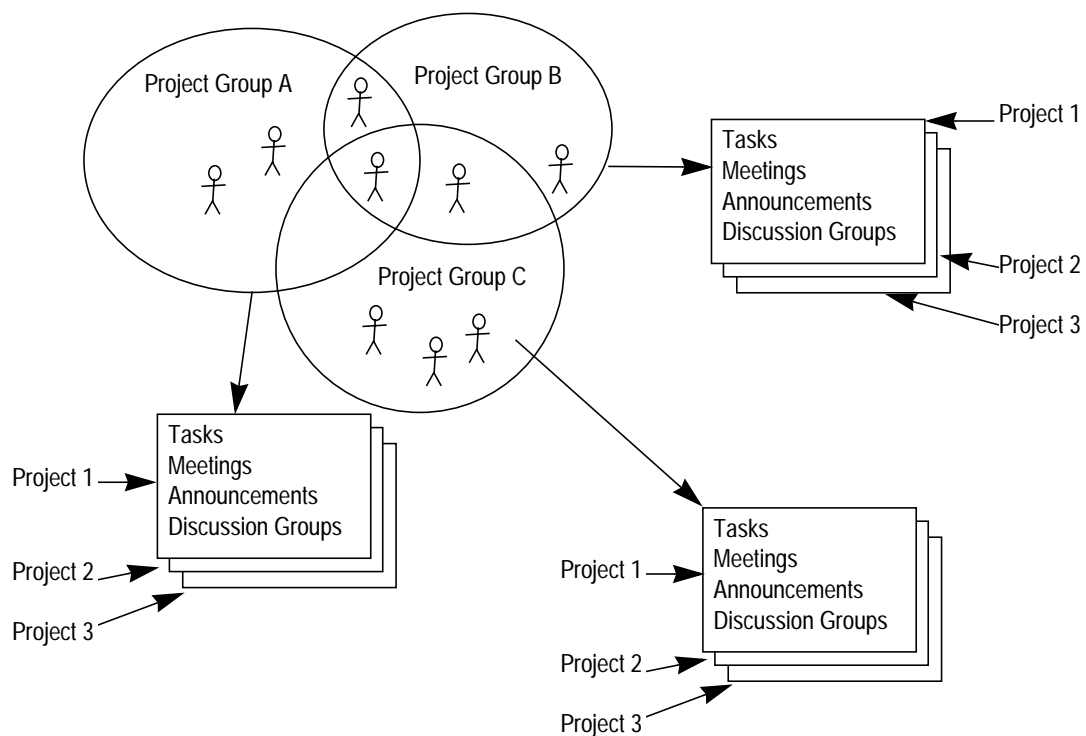 Project Group A
Project Group B
Project Group C
Project 1
Tasks
Meetings
Announcements
Discussion Groups
Project 2
Project 3
Tasks
Meetings
Announcements
Discussion Groups
Project 1
Project 2
Project 3
Tasks
Meetings
Announcements
Discussion Groups
Project 1
Project 2
Project 3